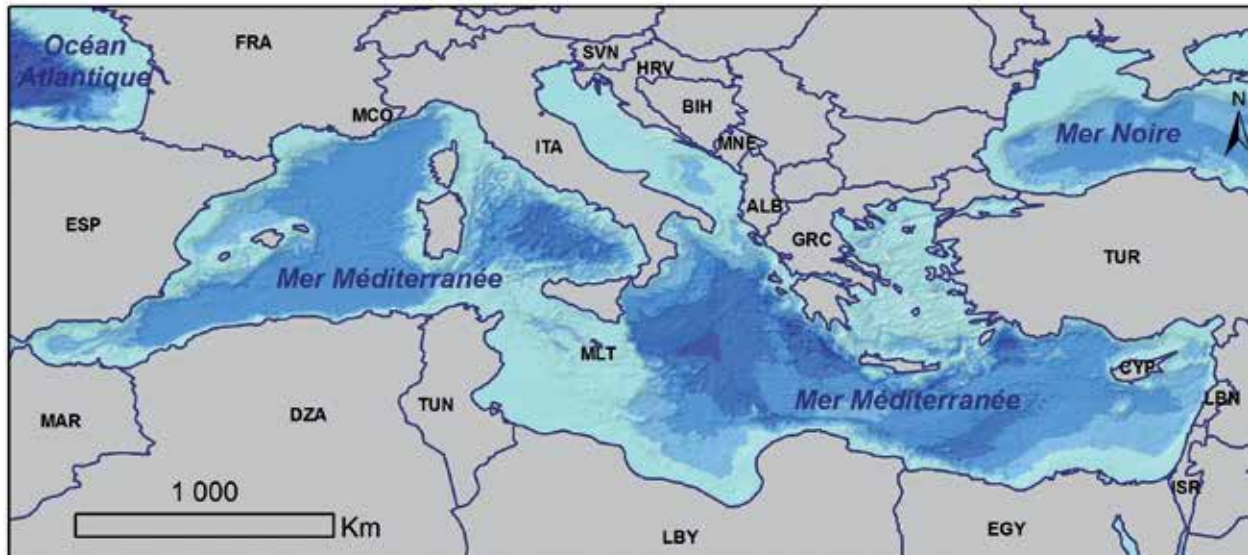 Océan
Atlantique
FRA
SVN
HRV
BIH
MCO
ITA
MNE
Mer Noire
N
ESP
ALB
GRC
TUR
Mer Méditerranée
MLT
CYP
Mer Méditerranée
LBN
MAR
DZA
TUN
ISR
1 000
Km
LBY
EGY